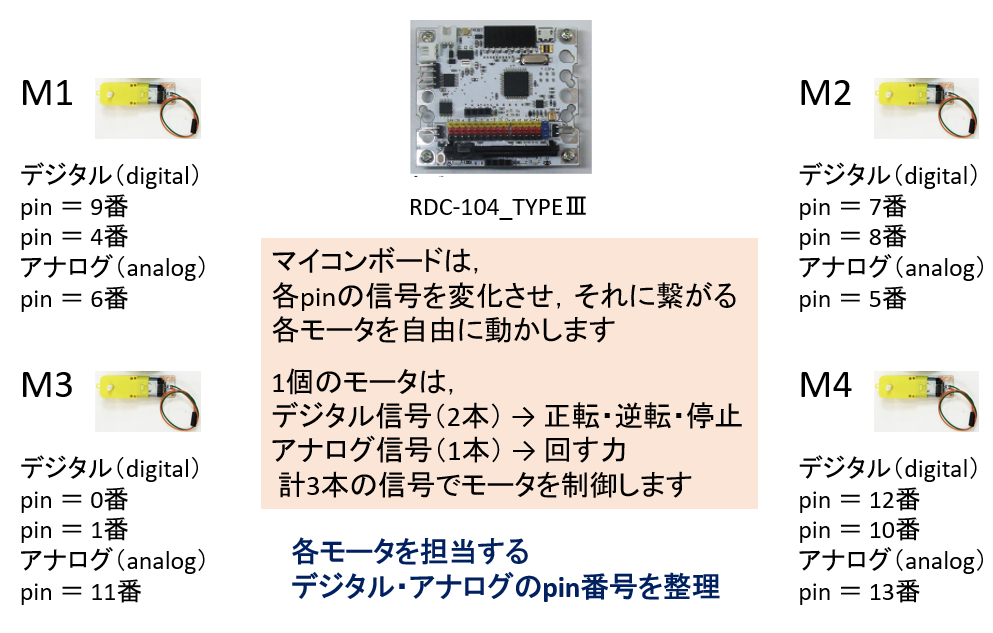 M1
デジタル（digital）
pin ＝ 9番
pin ＝ 4番
アナログ（analog）
pin ＝ 6番
RDC-104_TYPEⅢ
M2
デジタル（digital）
pin ＝ 7番
pin ＝ 8番
アナログ（analog）
pin ＝ 5番
マイコンボードは，
各pinの信号を変化させ，それに繋がる
各モータを自由に動かします
1個のモータは，
デジタル信号（2本）→ 正転・逆転・停止
アナログ信号（1本）→ 回す力
計3本の信号でモータを制御します
M3
デジタル（digital）
pin ＝ 0番
pin ＝ 1番
アナログ（analog）
pin ＝ 11番
M4
デジタル（digital）
pin ＝ 12番
pin ＝ 10番
アナログ（analog）
pin ＝ 13番
各モータを担当する
デジタル・アナログのpin番号を整理